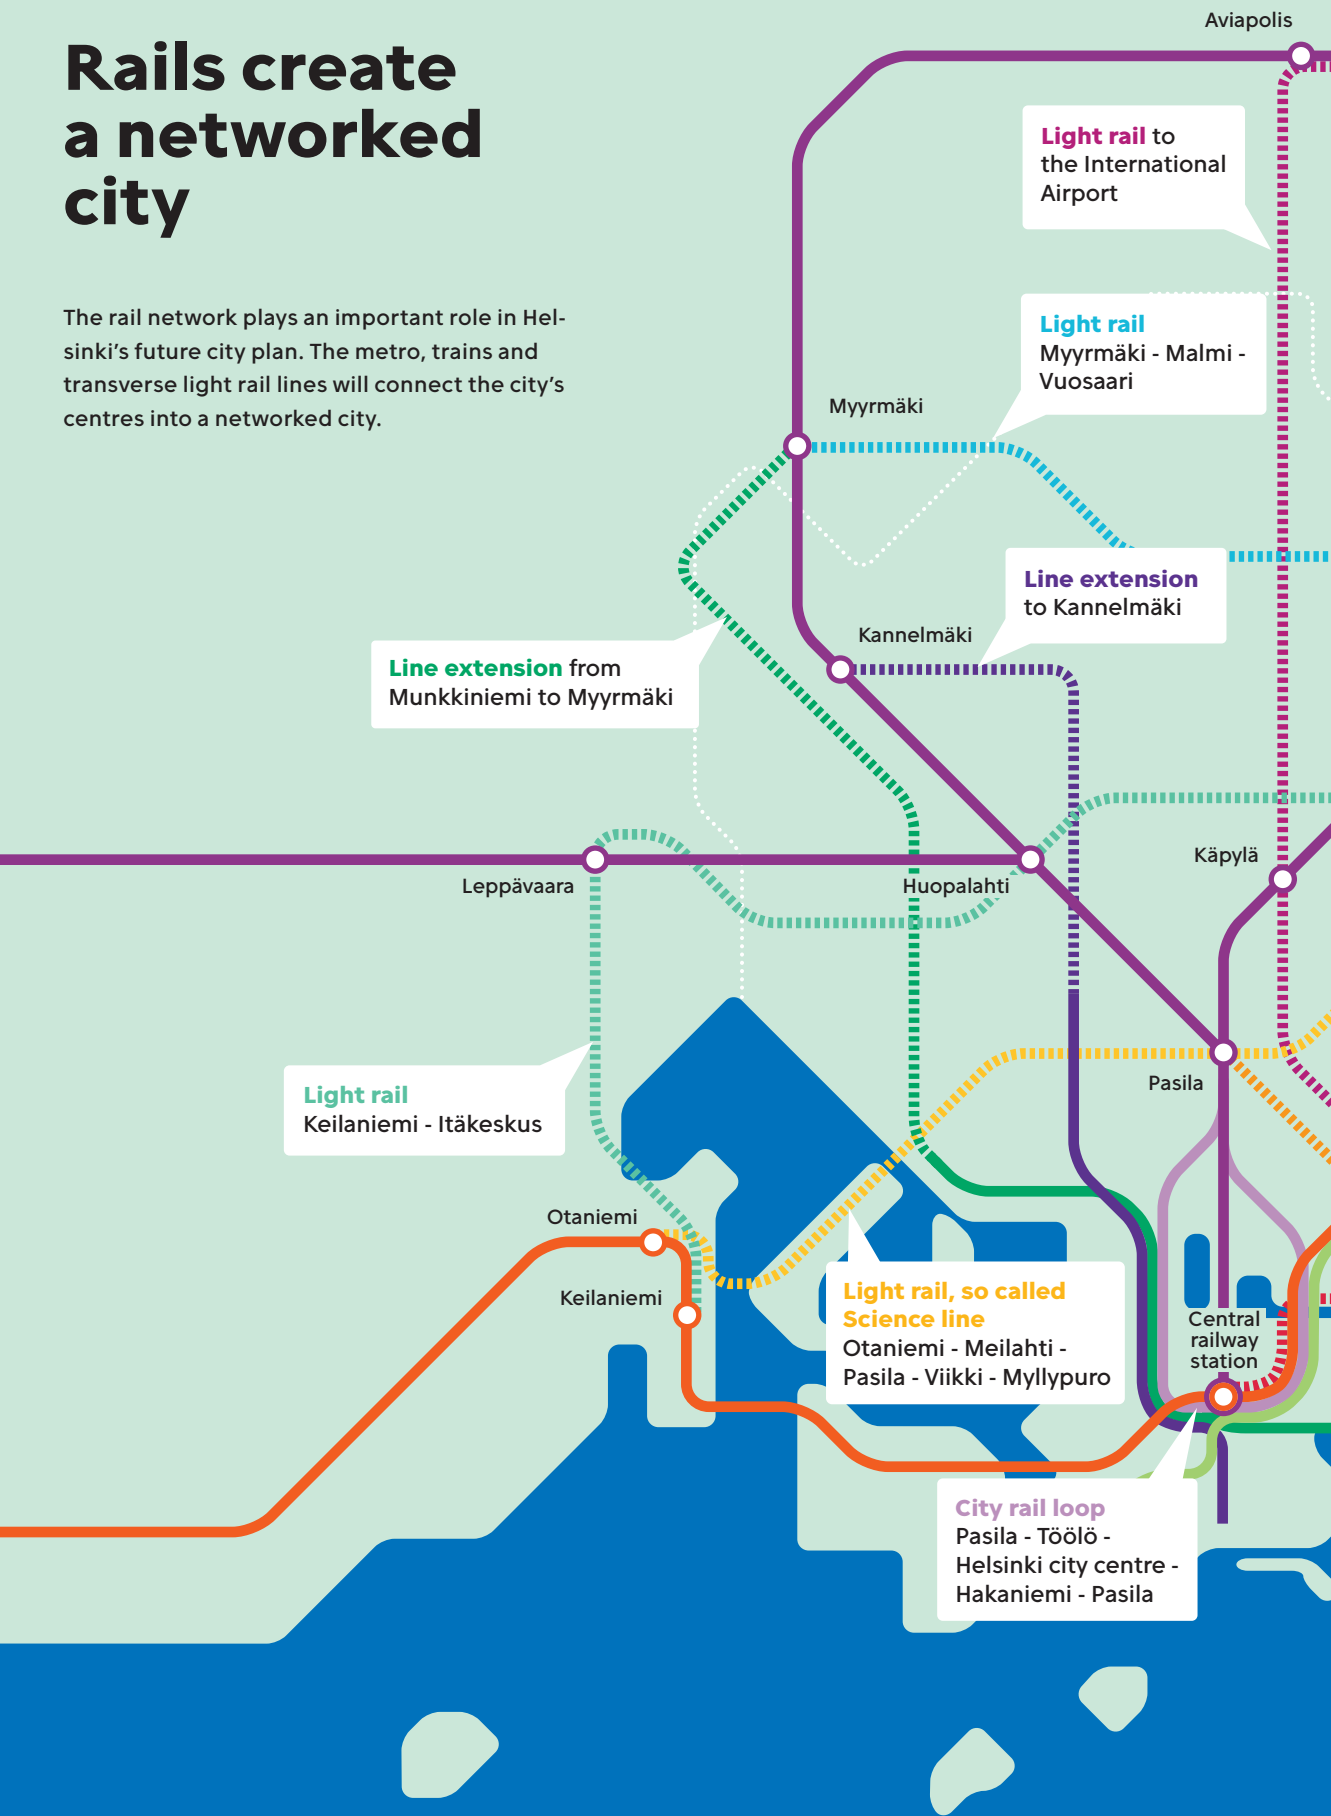 Rails create
a networked
city
The rail network plays an important role in Hel-
sinki's future city plan. The metro, trains and
transverse light rail lines will connect the city's
centres into a networked city.
Aviapolis
Light rail to
the International
Airport
Light rail
Myyrmäki - Malmi -
Vuosaari
Myyrmäki
Line extension
to Kannelmäki
Kannelmäki
Line extension from
Munkkiniemi to Myyrmäki
Käpylä
Leppävaara
Huopalahti
Pasila
Light rail
Keilaniemi - Itäkeskus
Otaniemi
Keilaniemi
Light rail, so called
Science line
Otaniemi - Meilahti -
Pasila - Viikki - Myllypuro
Central
railway
station
City rail loop
Pasila - Töölö -
Helsinki city centre -
Hakaniemi - Pasila